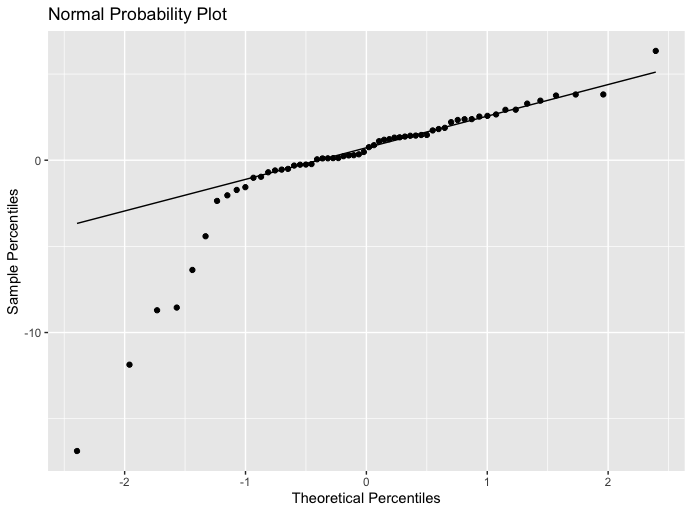 Normal Probability Plot
Sample Percentiles
0
-10
-2
-1
0
1
2
Theoretical Percentiles